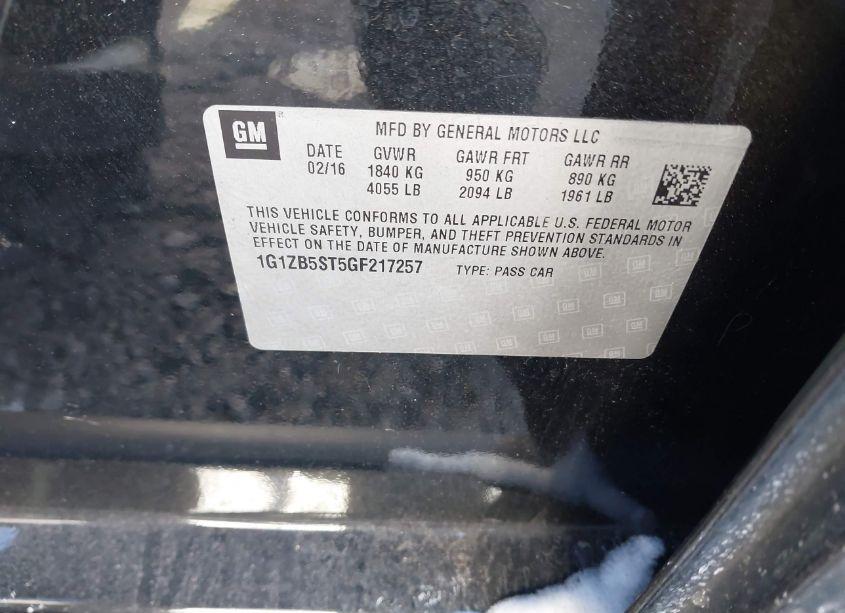 GM
MFD BY GENERAL MOTORS LLC
DATE GVWR GAWR FRT GAWR RR
02/16 1840 KG 950 KG 890 KG
4055 LB 2094 LB 1961 LB
THIS VEHICLE CONFORMS TO ALL APPLICABLE U.S. FEDERAL MOTOR
VEHICLE SAFETY, BUMPER, AND THEFT PREVENTION STANDARDS IN
EFFECT ON THE DATE OF MANUFACTURE SHOWN ABOVE.
1G1ZB5ST5GF217257 TYPE: PASS CAR